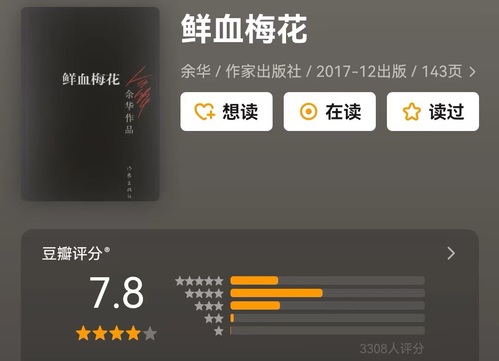 鲜血梅花
余华 / 作家出版社 / 2017-12出版 / 143页
想读
在读
读过
鲜血梅花
余华
余华作品
作家出版社
豆瓣评分®
7.8
3308人评分